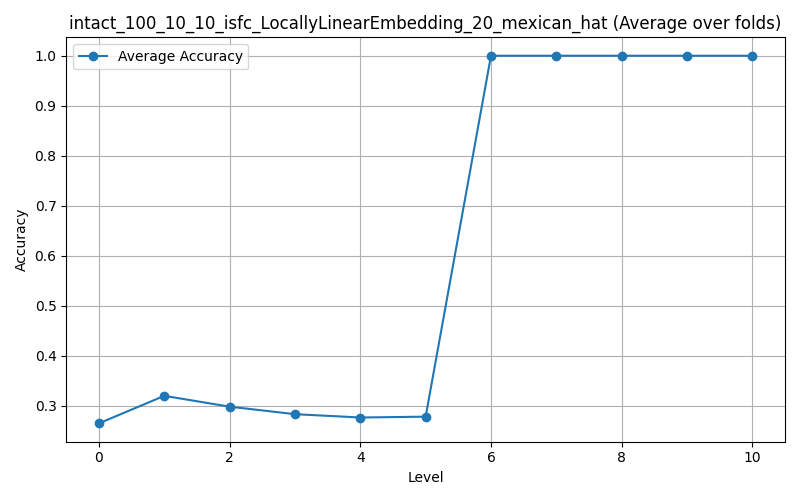 intact_100_10_10_isfc_LocallyLinearEmbedding_20_mexican_hat (Average over folds)
Average Accuracy
1.0
0.9
0.8
0.7
0.6
0.5
0.4
0.3
Accuracy
0 2 4 6 8 10
Level